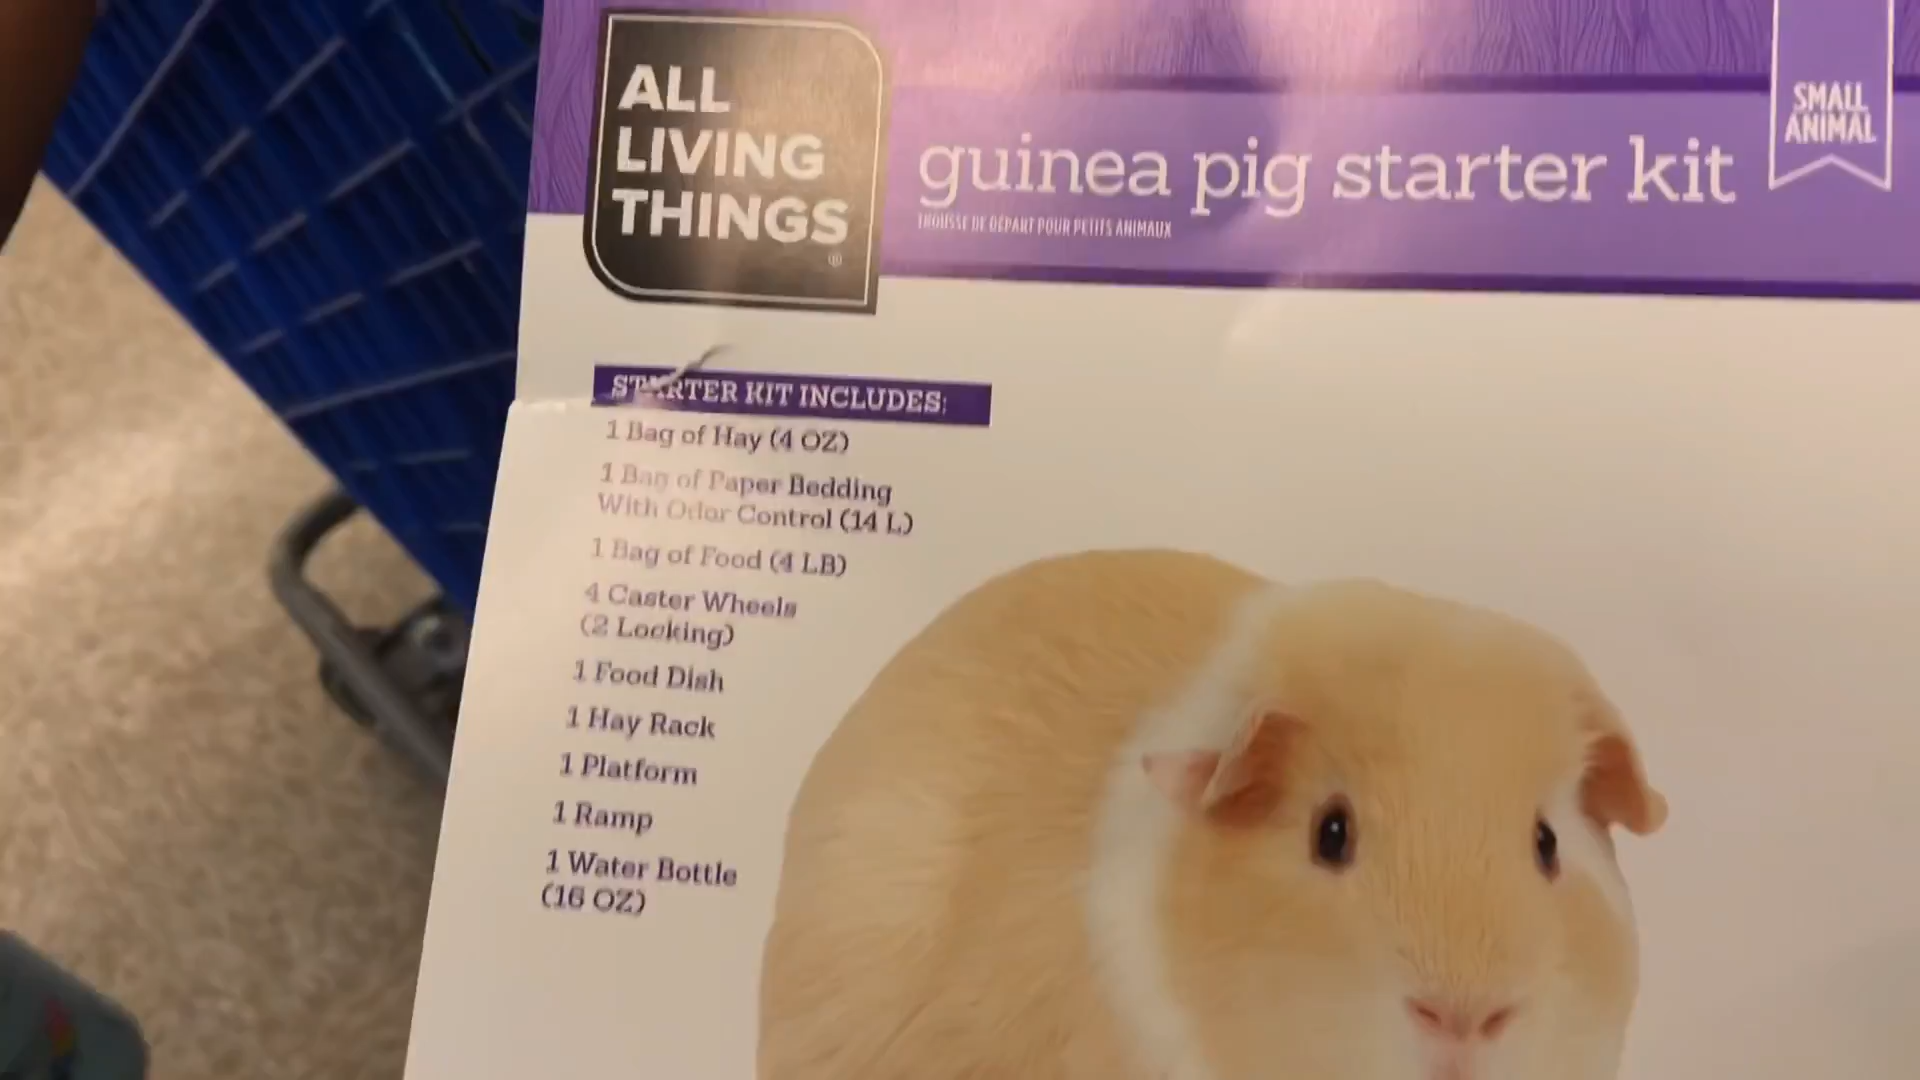 ALL
LIVING
THINGS
®
guinea pig starter kit
TROUSSE DE DÉPART POUR PETITS ANIMAUX
SMALL
ANIMAL
STARTER KIT INCLUDES:
1 Bag of Hay (4 OZ)
1 Bag of Paper Bedding
With Odor Control (14 L)
1 Bag of Food (4 LB)
4 Caster Wheels
(2 Locking)
1 Food Dish
1 Hay Rack
1 Platform
1 Ramp
1 Water Bottle
(16 OZ)